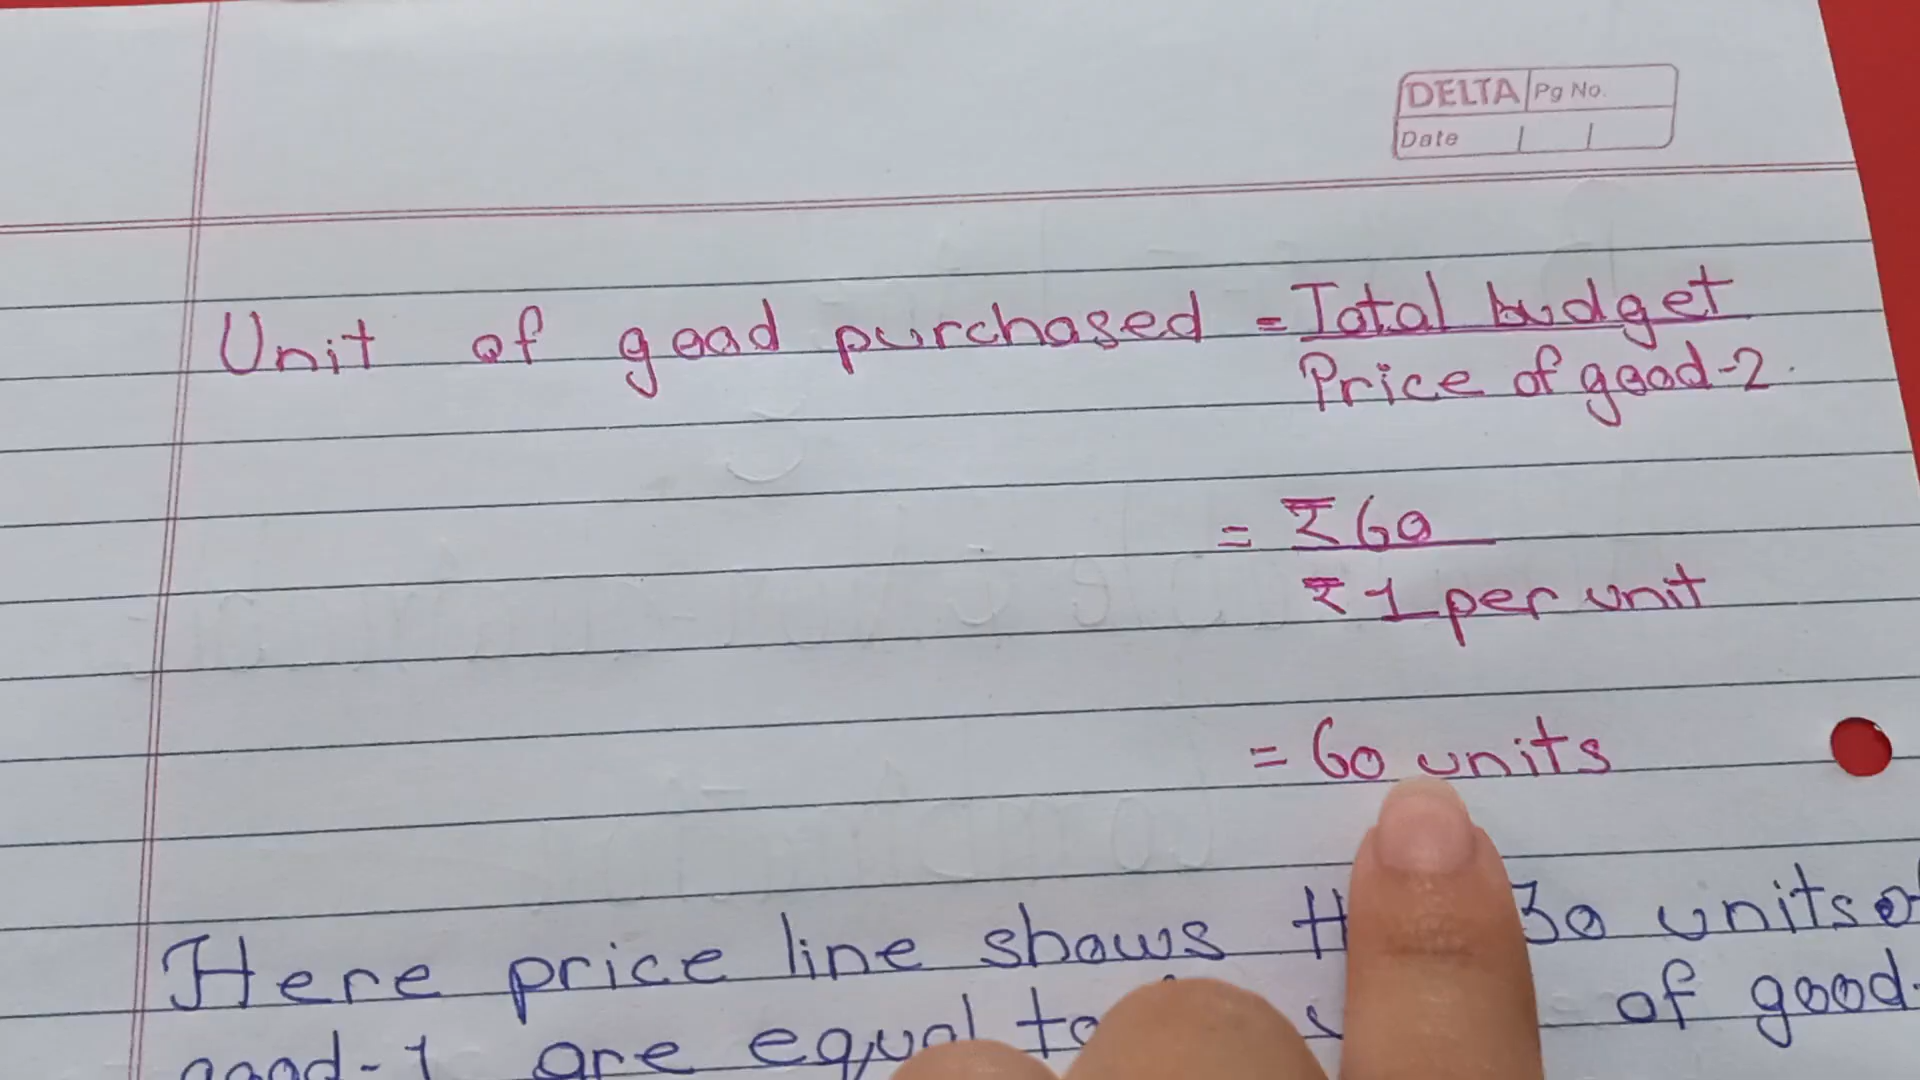 DELTA Pg No.
Date
Unit of good purchased = Total budget
Price of good-2.
= ₹60
₹1 per unit
= 60 units
Here price line shows 30 units of
good-1 are equal to of good-